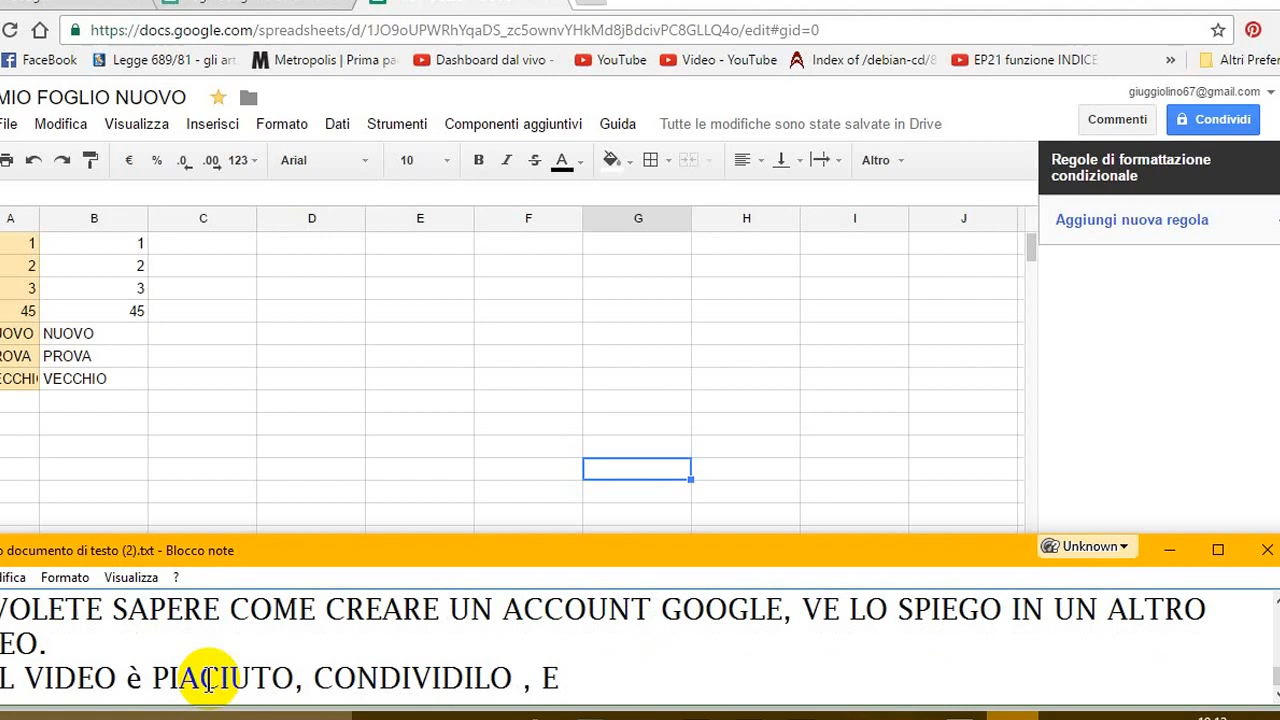 https://docs.google.com/spreadsheets/d/1JO9oUPWRhYqaDS_zc5ownvYHkMd8jBdcivPC8GLLQ4o/edit#gid=0
FaceBook Legge 689/81 - gli art. Metropolis | Prima pa Dashboard dal vivo - YouTube Video - YouTube Index of /debian-cd/8 EP21 funzione INDICE » Altri Prefer
MIO FOGLIO NUOVO
giuggiolino67@gmail.com
File Modifica Visualizza Inserisci Formato Dati Strumenti Componenti aggiuntivi Guida Tutte le modifiche sono state salvate in Drive
Commenti Condividi
€ % .0 .00 123 Arial 10 B I S A Altro
Regole di formattazione
condizionale
Aggiungi nuova regola
A B C D E F G H I J
1 1
2 2
3 3
45 45
UOVO NUOVO
ROVA PROVA
ECCHI VECCHIO
o documento di testo (2).txt - Blocco note
Unknown
difica Formato Visualizza ?
VOLETE SAPERE COME CREARE UN ACCOUNT GOOGLE, VE LO SPIEGO IN UN ALTRO
EO.
L VIDEO è PIACIUTO, CONDIVIDILO , E